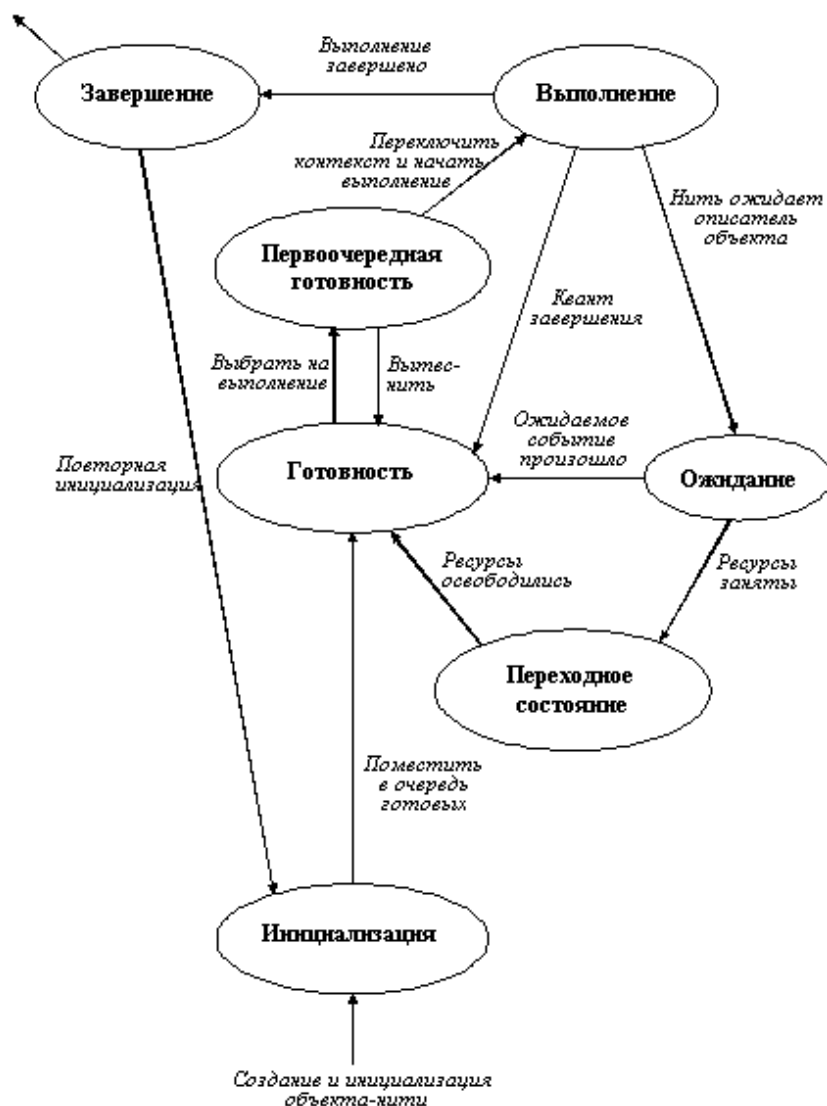 Выполнение
завершено
Завершение
Выполнение
Переключить
контекст и начать
выполнение
Нить ожидает
описатель
объекта
Первоочередная
готовность
Квант
завершения
Выбрать на
выполнение
Вытес-
нить
Ожидаемое
событие
произошло
Повторная
инициализация
Готовность
Ожидание
Ресурсы
освободились
Ресурсы
заняты
Переходное
состояние
Поместить
в очередь
готовых
Инициализация
Создание и инициализация
объекта-нити